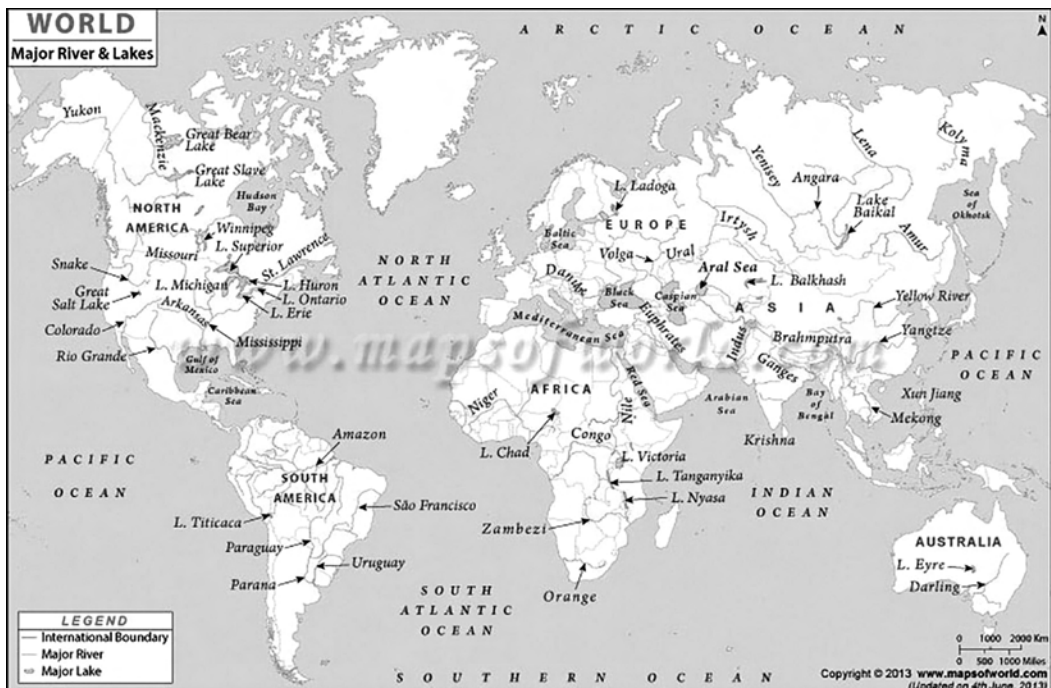 WORLD
Major River & Lakes
ARCTIC OCEAN
N
Yukon
Mackenzie
Great Bear
Lake
Great Slave
Lake
Hudson
Bay
NORTH
AMERICA
Winnipeg
L. Superior
Missouri
St. Lawrence
Snake
L. Michigan
L. Huron
Great
Salt Lake
L. Ontario
Arkansas
L. Erie
Colorado
Mississippi
Rio Grande
Gulf of
Mexico
Caribbean
Sea
NORTH
ATLANTIC
OCEAN
L. Ladoga
EUROPE
Baltic
Sea
Volga
Ural
Danube
Black
Sea
Caspian
Sea
Mediterranean Sea
Euphrates
Yenisey
Angara
Lena
Lake
Baikal
Kolyma
Sea
of
Okhotsk
Irtysh
Amur
Aral Sea
L. Balkhash
ASIA
Yellow River
Brahmputra
Yangtze
Indus
Ganges
PACIFIC
OCEAN
www.mapsofworld.com
AFRICA
Red Sea
Niger
Nile
Arabian
Sea
Bay
of
Bengal
Xun Jiang
Mekong
Krishna
L. Chad
Congo
L. Victoria
L. Tanganyika
L. Nyasa
INDIAN
OCEAN
Zambezi
Orange
PACIFIC
OCEAN
Amazon
SOUTH
AMERICA
São Francisco
L. Titicaca
Paraguay
Uruguay
Parana
SOUTH
ATLANTIC
OCEAN
AUSTRALIA
L. Eyre
Darling
LEGEND
International Boundary
Major River
Major Lake
0 1000 2000 Km
0 500 1000 Miles
SOUTHERN OCEAN
Copyright © 2013 www.mapsofworld.com
(Updated on 4th June, 2013)